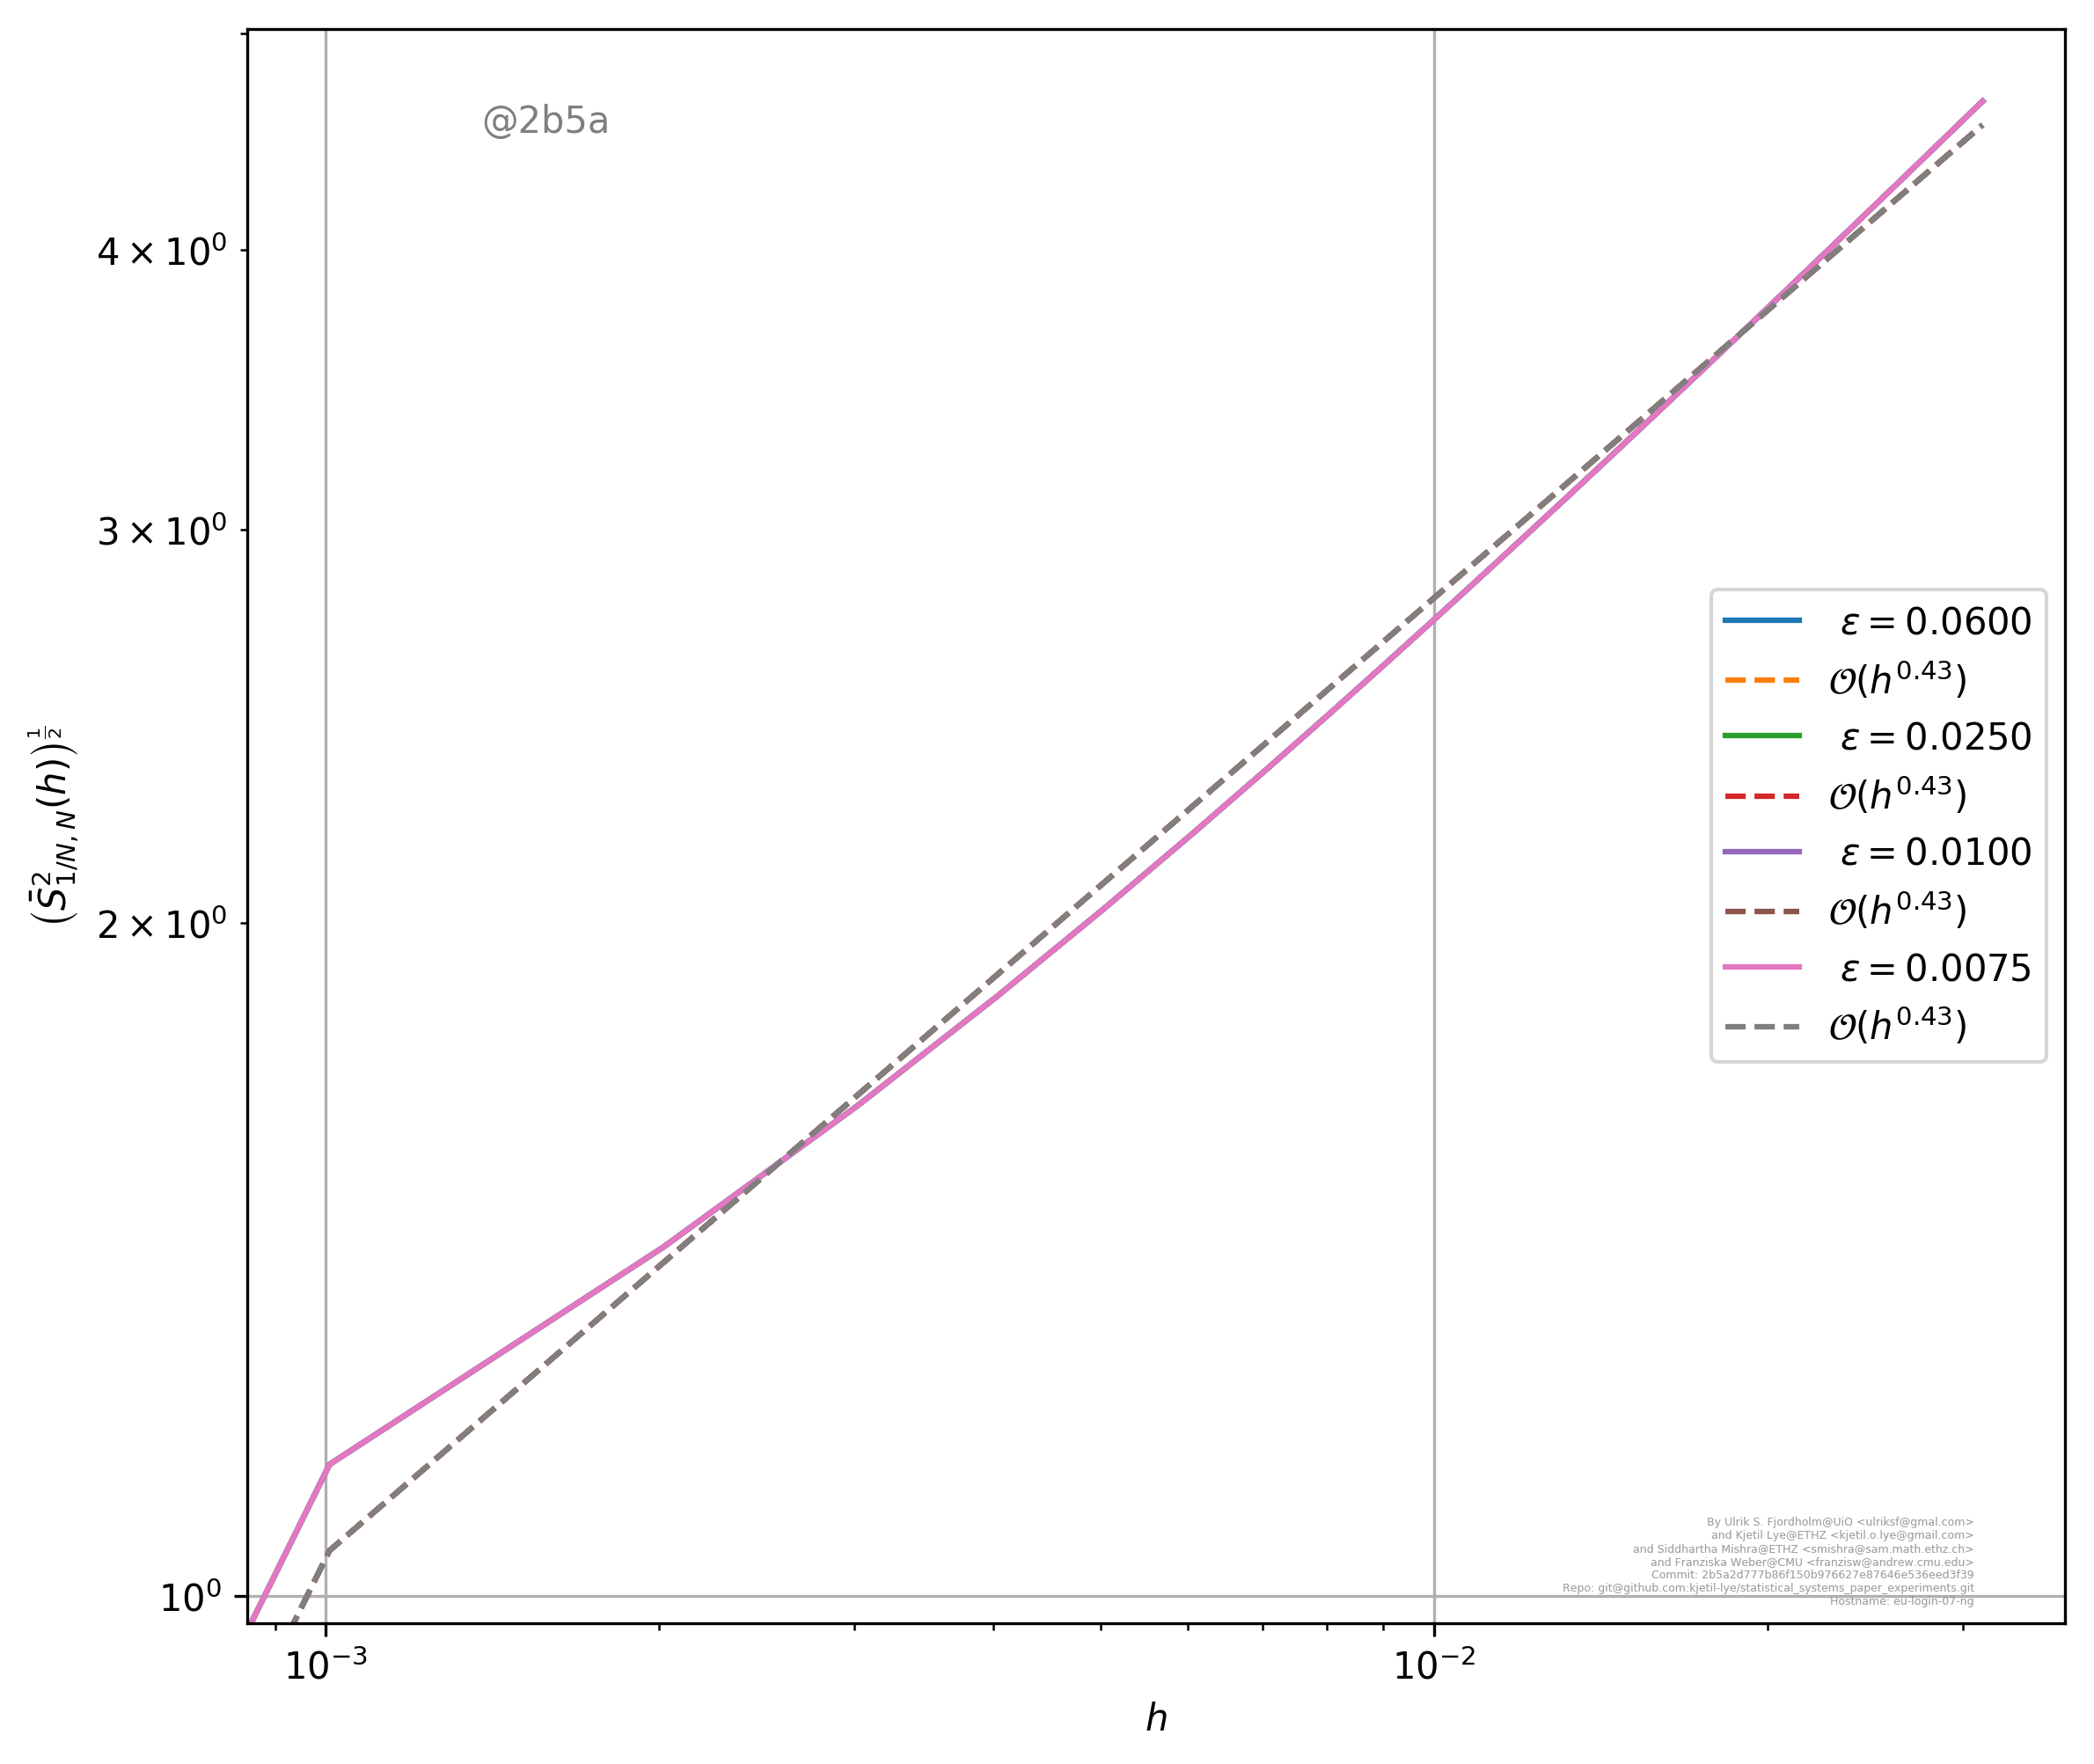 @2b5a
4 × 10⁰
3 × 10⁰
2 × 10⁰
10⁰
(S̄²_{1/N, N}(h))^{1/2}
ε = 0.0600
𝒪(h^{0.43})
ε = 0.0250
𝒪(h^{0.43})
ε = 0.0100
𝒪(h^{0.43})
ε = 0.0075
𝒪(h^{0.43})
By Ulrik S. Fjordholm@UiO <ulriksf@gmal.com>
and Kjetil Lye@ETHZ <kjetil.o.lye@gmail.com>
and Siddhartha Mishra@ETHZ <smishra@sam.math.ethz.ch>
and Franziska Weber@CMU <franzisw@andrew.cmu.edu>
Commit: 2b5a2d777b86f150b976627e87646e536eed3f39
Repo: git@github.com:kjetil-lye/statistical_systems_paper_experiments.git
Hostname: eu-login-07-ng
10⁻³
10⁻²
h